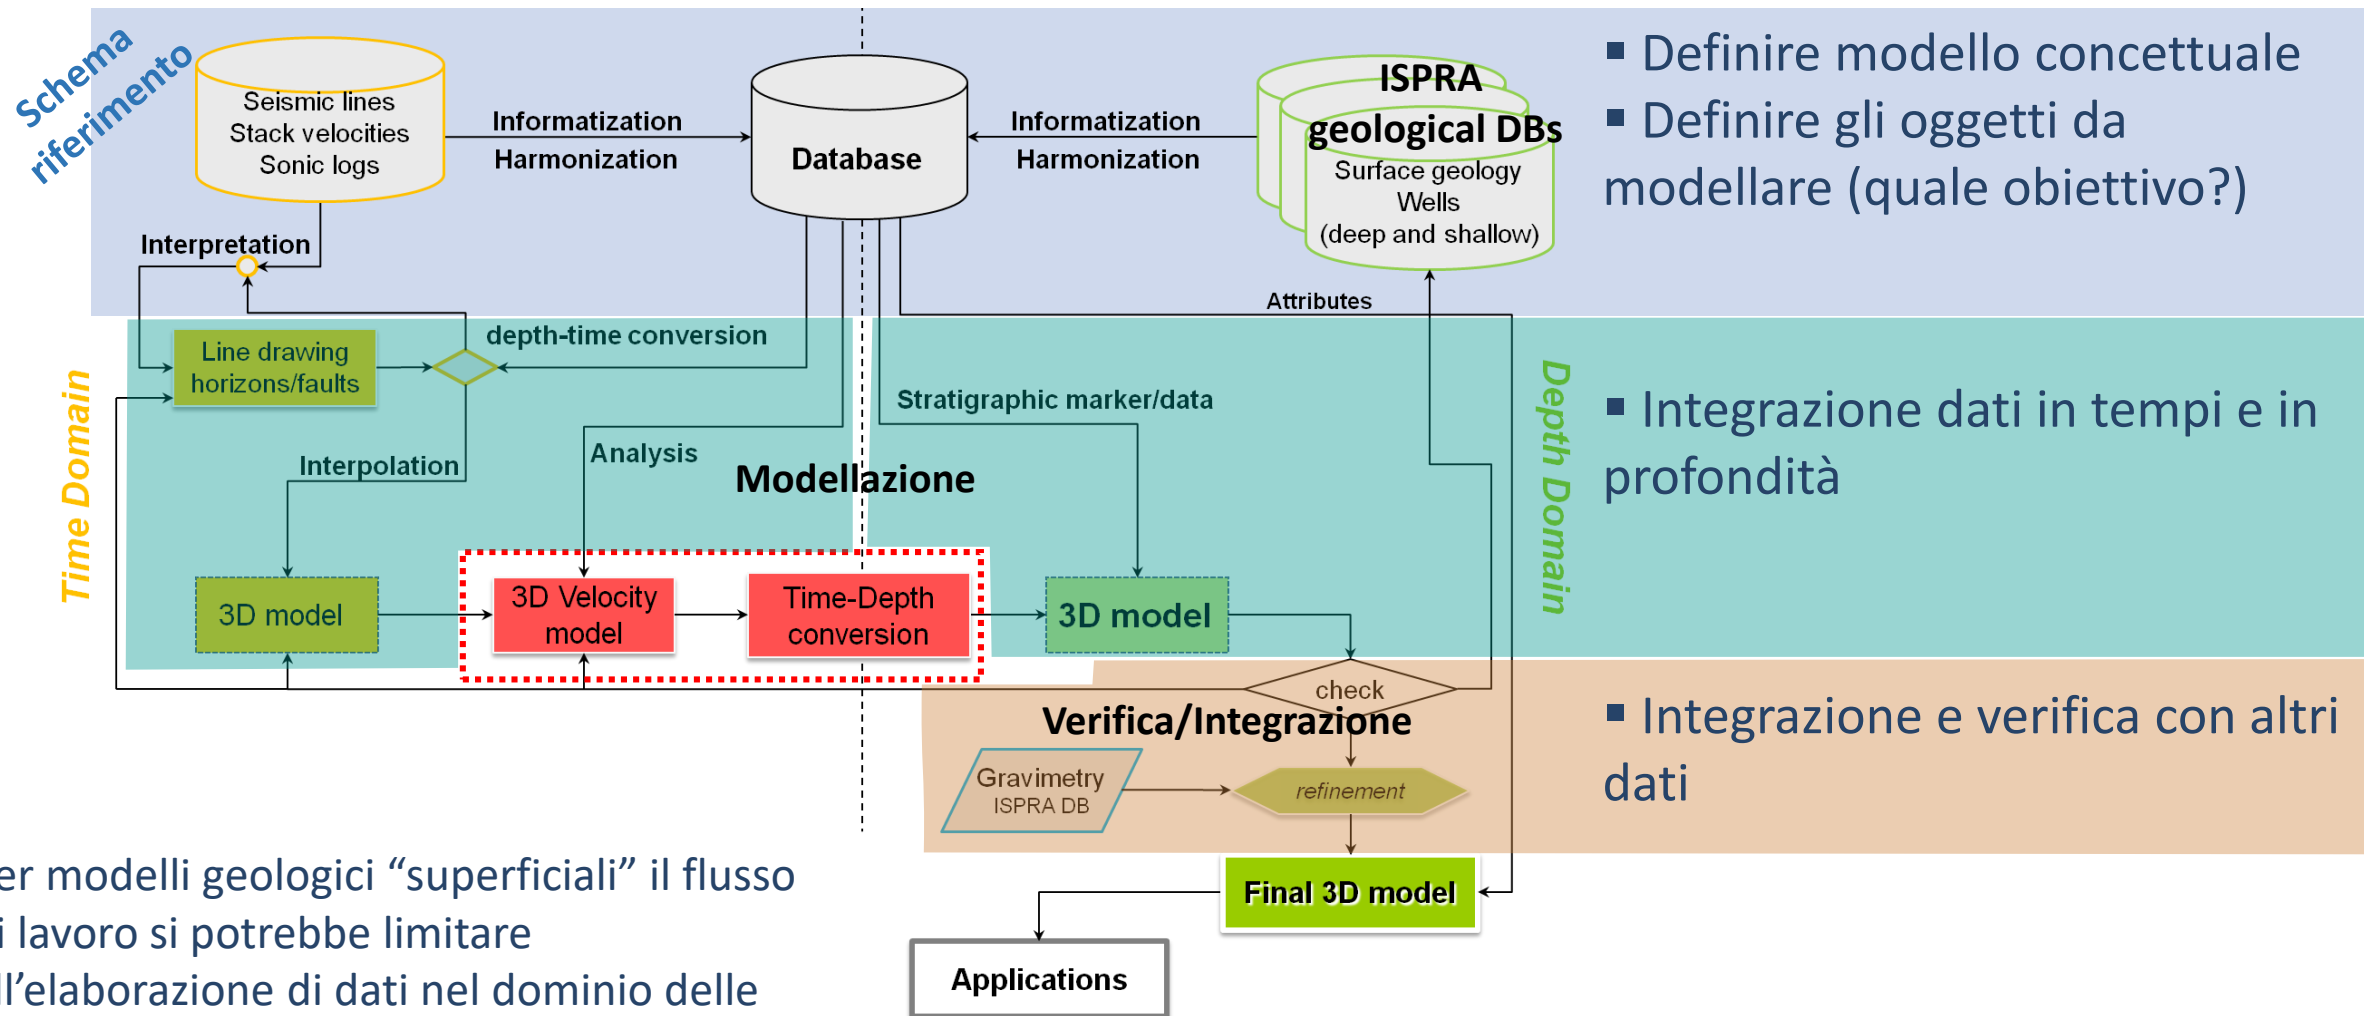 Schema
riferimento
Seismic lines
Stack velocities
Sonic logs
Informatization
Harmonization
Database
Informatization
Harmonization
ISPRA
geological DBs
Surface geology
Wells
(deep and shallow)
▪ Definire modello concettuale
▪ Definire gli oggetti da
modellare (quale obiettivo?)
Interpretation
Attributes
Time Domain
Line drawing
horizons/faults
depth-time conversion
Stratigraphic marker/data
Interpolation
Analysis
Modellazione
Depth Domain
▪ Integrazione dati in tempi e in
profondità
3D model
3D Velocity
model
Time-Depth
conversion
3D model
check
Verifica/Integrazione
Gravimetry
ISPRA DB
refinement
▪ Integrazione e verifica con altri
dati
Final 3D model
Applications
er modelli geologici “superficiali” il flusso
i lavoro si potrebbe limitare
ll’elaborazione di dati nel dominio delle